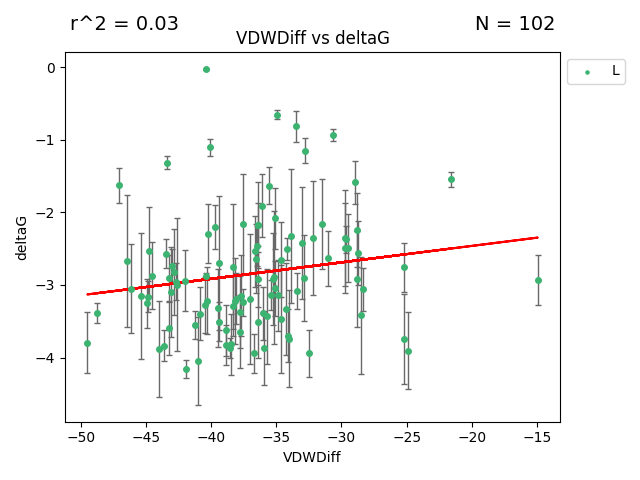 r^2 = 0.03
N = 102
VDWDiff vs deltaG
L
deltaG
0
−1
−2
−3
−4
−50 −45 −40 −35 −30 −25 −20 −15
VDWDiff